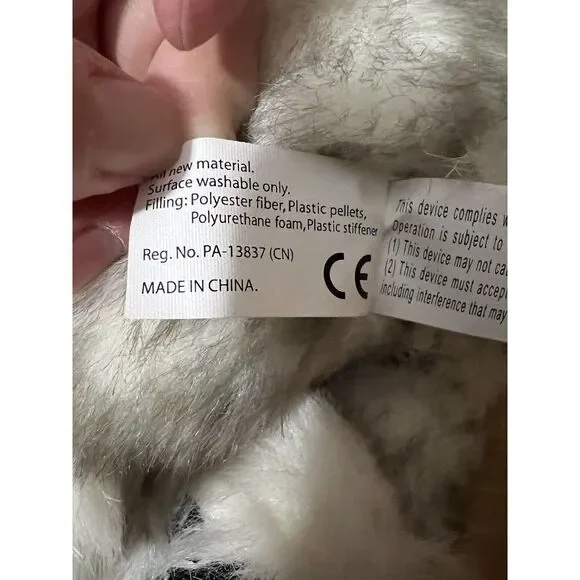 All new material.
Surface washable only.
Filling: Polyester fiber, Plastic pellets,
Polyurethane foam, Plastic stiffener
Reg. No. PA-13837 (CN)
MADE IN CHINA.
CE
This device complies
Operation is subject to
(1) This device may not
(2) This device must accept
including interference that may